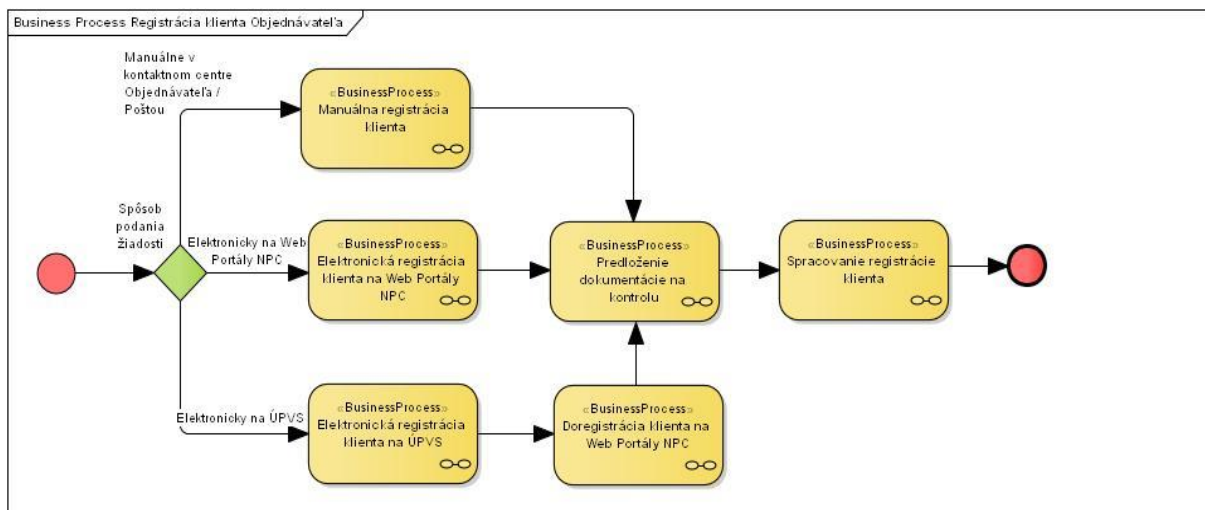 Business Process Registrácia klienta Objednávateľa
Manuálne v
kontaktnom centre
Objednávateľa /
Poštou
«BusinessProcess»
Manuálna registrácia
klienta
Spôsob
podania
žiadosti
Elektronicky na Web
Portály NPC
«BusinessProcess»
Elektronická registrácia
klienta na Web Portály
NPC
«BusinessProcess»
Predloženie
dokumentácie na
kontrolu
«BusinessProcess»
Spracovanie registrácie
klienta
Elektronicky na ÚPVS
«BusinessProcess»
Elektronická registrácia
klienta na ÚPVS
«BusinessProcess»
Doregistrácia klienta na
Web Portály NPC